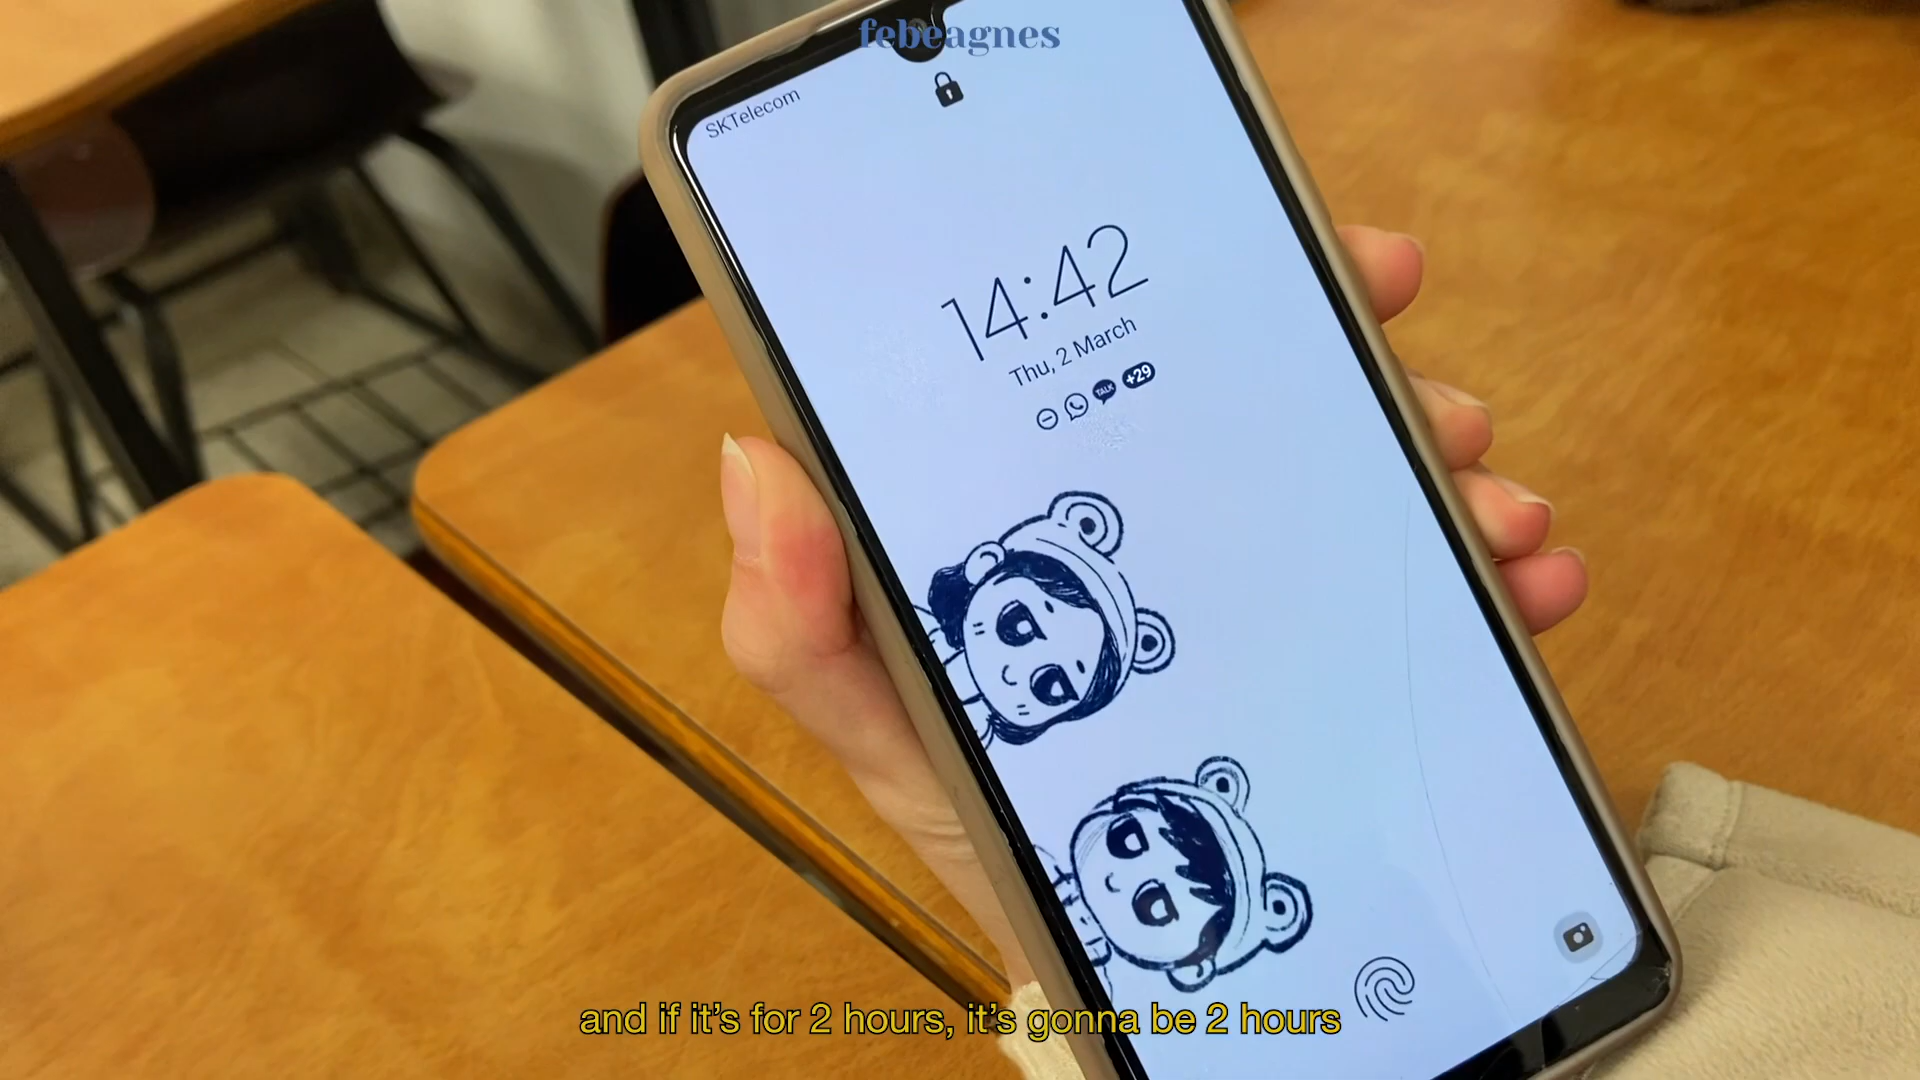 febeagnes
SKTelecom
14:42
Thu, 2 March
TALK
+29
and if it's for 2 hours, it's gonna be 2 hours